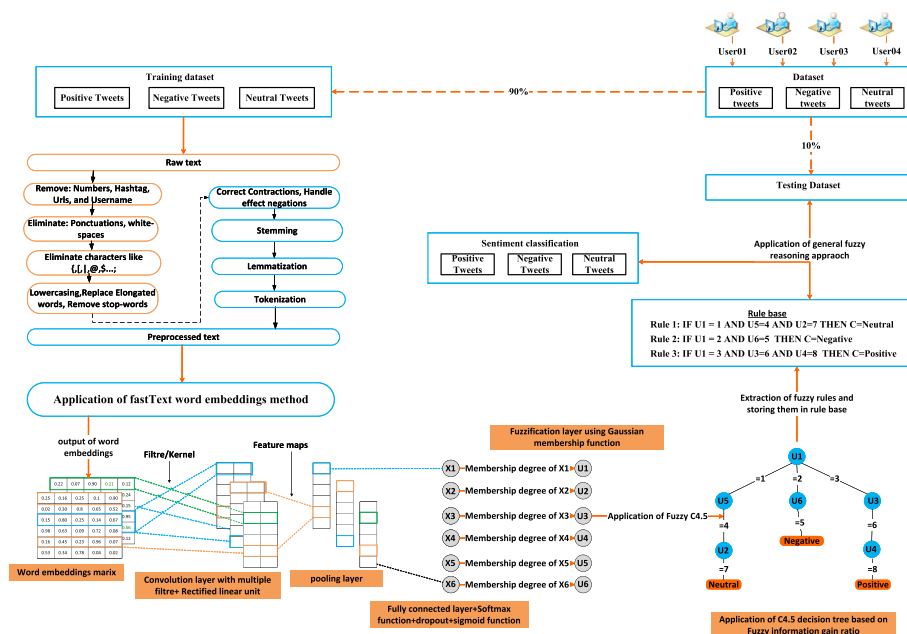 User01 User02 User03 User04
Training dataset
Positive Tweets Negative Tweets Neutral Tweets
90%
Dataset
Positive tweets
Negative tweets
Neutral tweets
10%
Testing Dataset
Raw text
Remove: Numbers, Hashtag,
Urls, and Username
Eliminate: Ponctuations, white-
spaces
Eliminate characters like
{,[,|,@,$...;
Lowercasing,Replace Elongated
words, Remove stop-words
Correct Contractions, Handle
effect negations
Stemming
Lemmatization
Tokenization
Preprocessed text
Sentiment classification
Positive
Tweets
Negative
Tweets
Neutral
Tweets
Application of general fuzzy
reasoning appraoch
Rule base
Rule 1: IF U1 = 1 AND U5=4 AND U2=7 THEN C=Neutral
Rule 2: IF U1 = 2 AND U6=5 THEN C=Negative
Rule 3: IF U1 = 3 AND U3=6 AND U4=8 THEN C=Positive
Extraction of fuzzy rules and
storing them in rule base
Application of fastText word embeddings method
output of word
embeddings
Filtre/Kernel
Feature maps
0.22 0.07 0.90 0.21 0.12
0.24
0.15
0.95
0.56
0.12
0.25 0.16 0.25 0.1 0.90
0.02 0.30 0.8 0.65 0.52
0.15 0.80 0.25 0.14 0.67
0.98 0.63 0.09 0.72 0.08
0.16 0.45 0.23 0.96 0.07
0.53 0.34 0.78 0.68 0.02
Word embeddings marix
Convolution layer with multiple
filtre+ Rectified linear unit
pooling layer
Fuzzification layer using Gaussian
membership function
X1 Membership degree of X1 U1
X2 Membership degree of X2 U2
X3 Membership degree of X3 U3
X4 Membership degree of X4 U4
X5 Membership degree of X5 U5
X6 Membership degree of X6 U6
Fully connected layer+Softmax
function+dropout+sigmoid function
Application of Fuzzy C4.5
U1
=1 =2 =3
U5 U6 U3
=4 =5 =6
U2 Negative U4
=7 =8
Neutral Positive
Application of C4.5 decision tree based on
Fuzzy information gain ratio